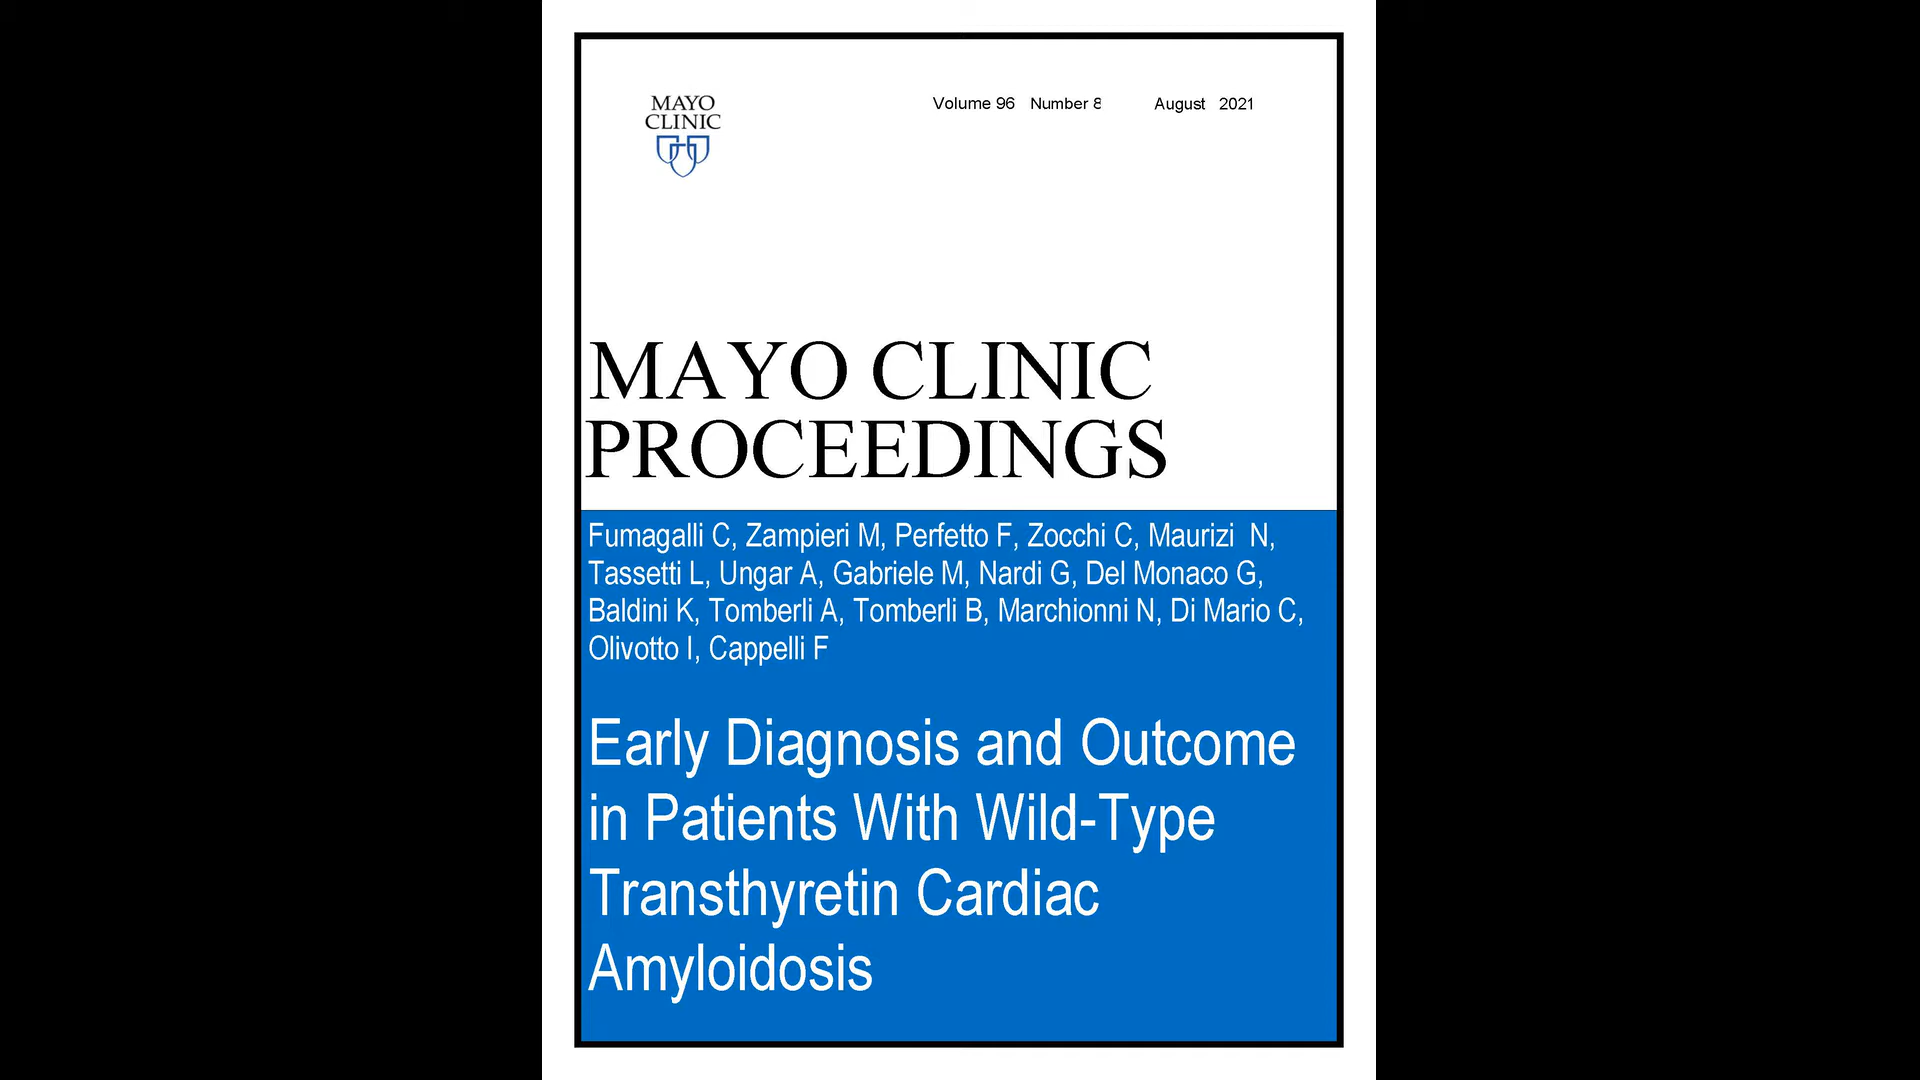 MAYO
CLINIC
Volume 96 Number 8 August 2021
MAYO CLINIC
PROCEEDINGS
Fumagalli C, Zampieri M, Perfetto F, Zocchi C, Maurizi N,
Tassetti L, Ungar A, Gabriele M, Nardi G, Del Monaco G,
Baldini K, Tomberli A, Tomberli B, Marchionni N, Di Mario C,
Olivotto I, Cappelli F
Early Diagnosis and Outcome
in Patients With Wild-Type
Transthyretin Cardiac
Amyloidosis